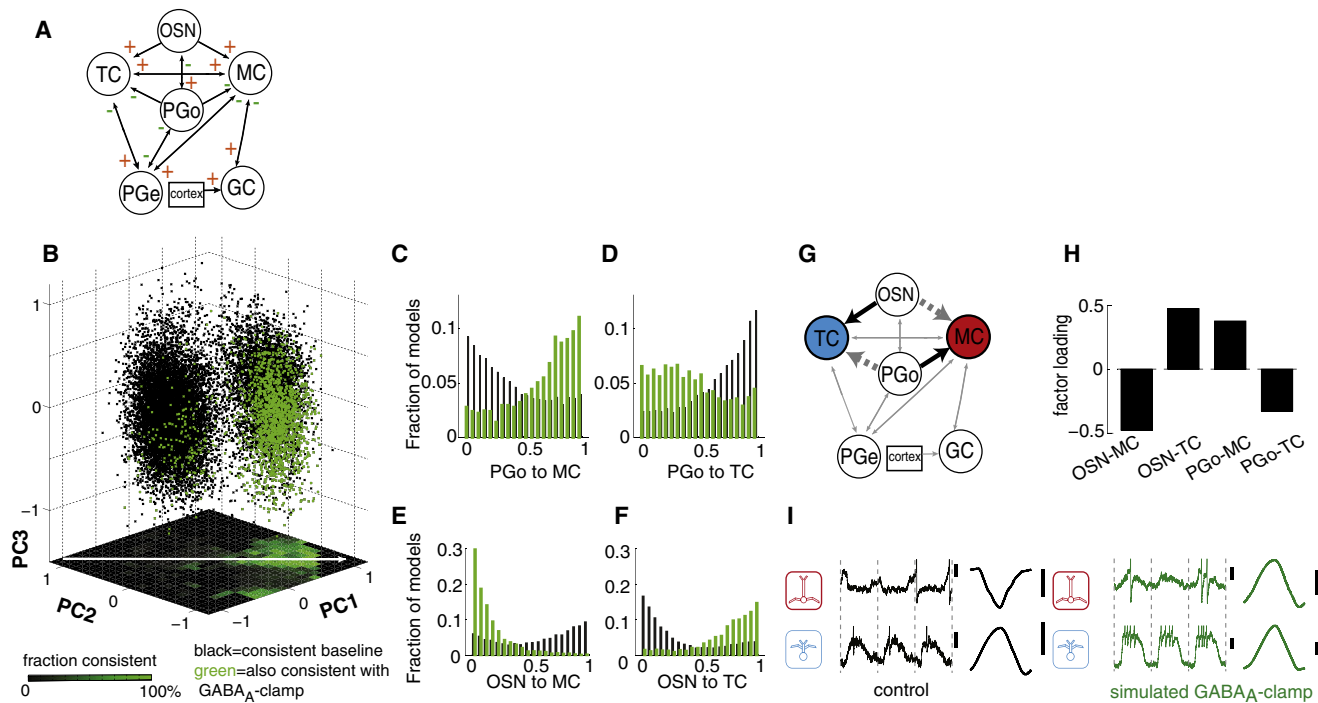 A
OSN
+
+
TC
+
-
+
MC
+
-
-
PGo
-
-
-
-
+
+
+
+
PGe
cortex
GC
B
1
0
-1
PC3
1
0
-1
PC2
-1
0
1
PC1
fraction consistent
0
100%
black=consistent baseline
green=also consistent with
GABAA-clamp
C
Fraction of models
0.1
0.05
0
0
0.5
1
PGo to MC
D
0.1
0.05
0
0
0.5
1
PGo to TC
E
Fraction of models
0.3
0.2
0.1
0
0
0.5
1
OSN to MC
F
0.3
0.2
0.1
0
0
0.5
1
OSN to TC
G
OSN
TC
MC
PGo
PGe
cortex
GC
H
factor loading
0.5
0
−0.5
OSN-MC
OSN-TC
PGo-MC
PGo-TC
I
control
simulated GABAA-clamp